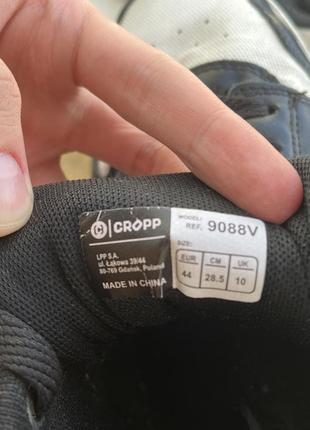 © CROPP
LPP S.A.
ul. Łąkowa 39/44
80-769 Gdańsk, Poland
MADE IN CHINA
MODEL:
REF. 9088V
SIZE:
EUR CM UK
44 28.5 10